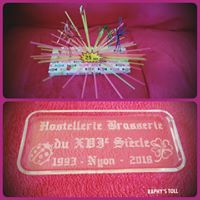 Hostellerie Brasserie
du XVIe Siècle
1993 - Nyon - 2018
RAPHY'S TOLL